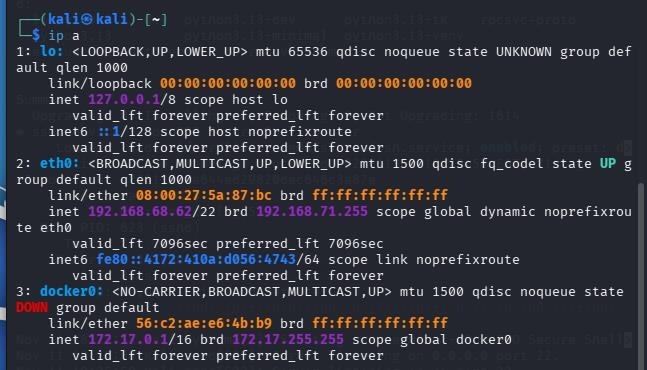 ┌──(kali㉿kali)-[~]
└─$ ip a
1: lo: <LOOPBACK,UP,LOWER_UP> mtu 65536 qdisc noqueue state UNKNOWN group def
ault qlen 1000
    link/loopback 00:00:00:00:00:00 brd 00:00:00:00:00:00
    inet 127.0.0.1/8 scope host lo
       valid_lft forever preferred_lft forever
    inet6 ::1/128 scope host noprefixroute
       valid_lft forever preferred_lft forever
2: eth0: <BROADCAST,MULTICAST,UP,LOWER_UP> mtu 1500 qdisc fq_codel state UP g
roup default qlen 1000
    link/ether 08:00:27:5a:87:bc brd ff:ff:ff:ff:ff:ff
    inet 192.168.68.62/22 brd 192.168.71.255 scope global dynamic noprefixrou
te eth0
       valid_lft 7096sec preferred_lft 7096sec
    inet6 fe80::4172:410a:d056:4743/64 scope link noprefixroute
       valid_lft forever preferred_lft forever
3: docker0: <NO-CARRIER,BROADCAST,MULTICAST,UP> mtu 1500 qdisc noqueue state
DOWN group default
    link/ether 56:c2:ae:e6:4b:b9 brd ff:ff:ff:ff:ff:ff
    inet 172.17.0.1/16 brd 172.17.255.255 scope global docker0
       valid_lft forever preferred_lft forever